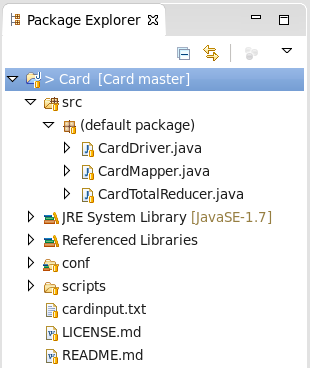 Package Explorer
> Card [Card master]
src
(default package)
CardDriver.java
CardMapper.java
CardTotalReducer.java
JRE System Library [JavaSE-1.7]
Referenced Libraries
conf
scripts
cardinput.txt
LICENSE.md
README.md